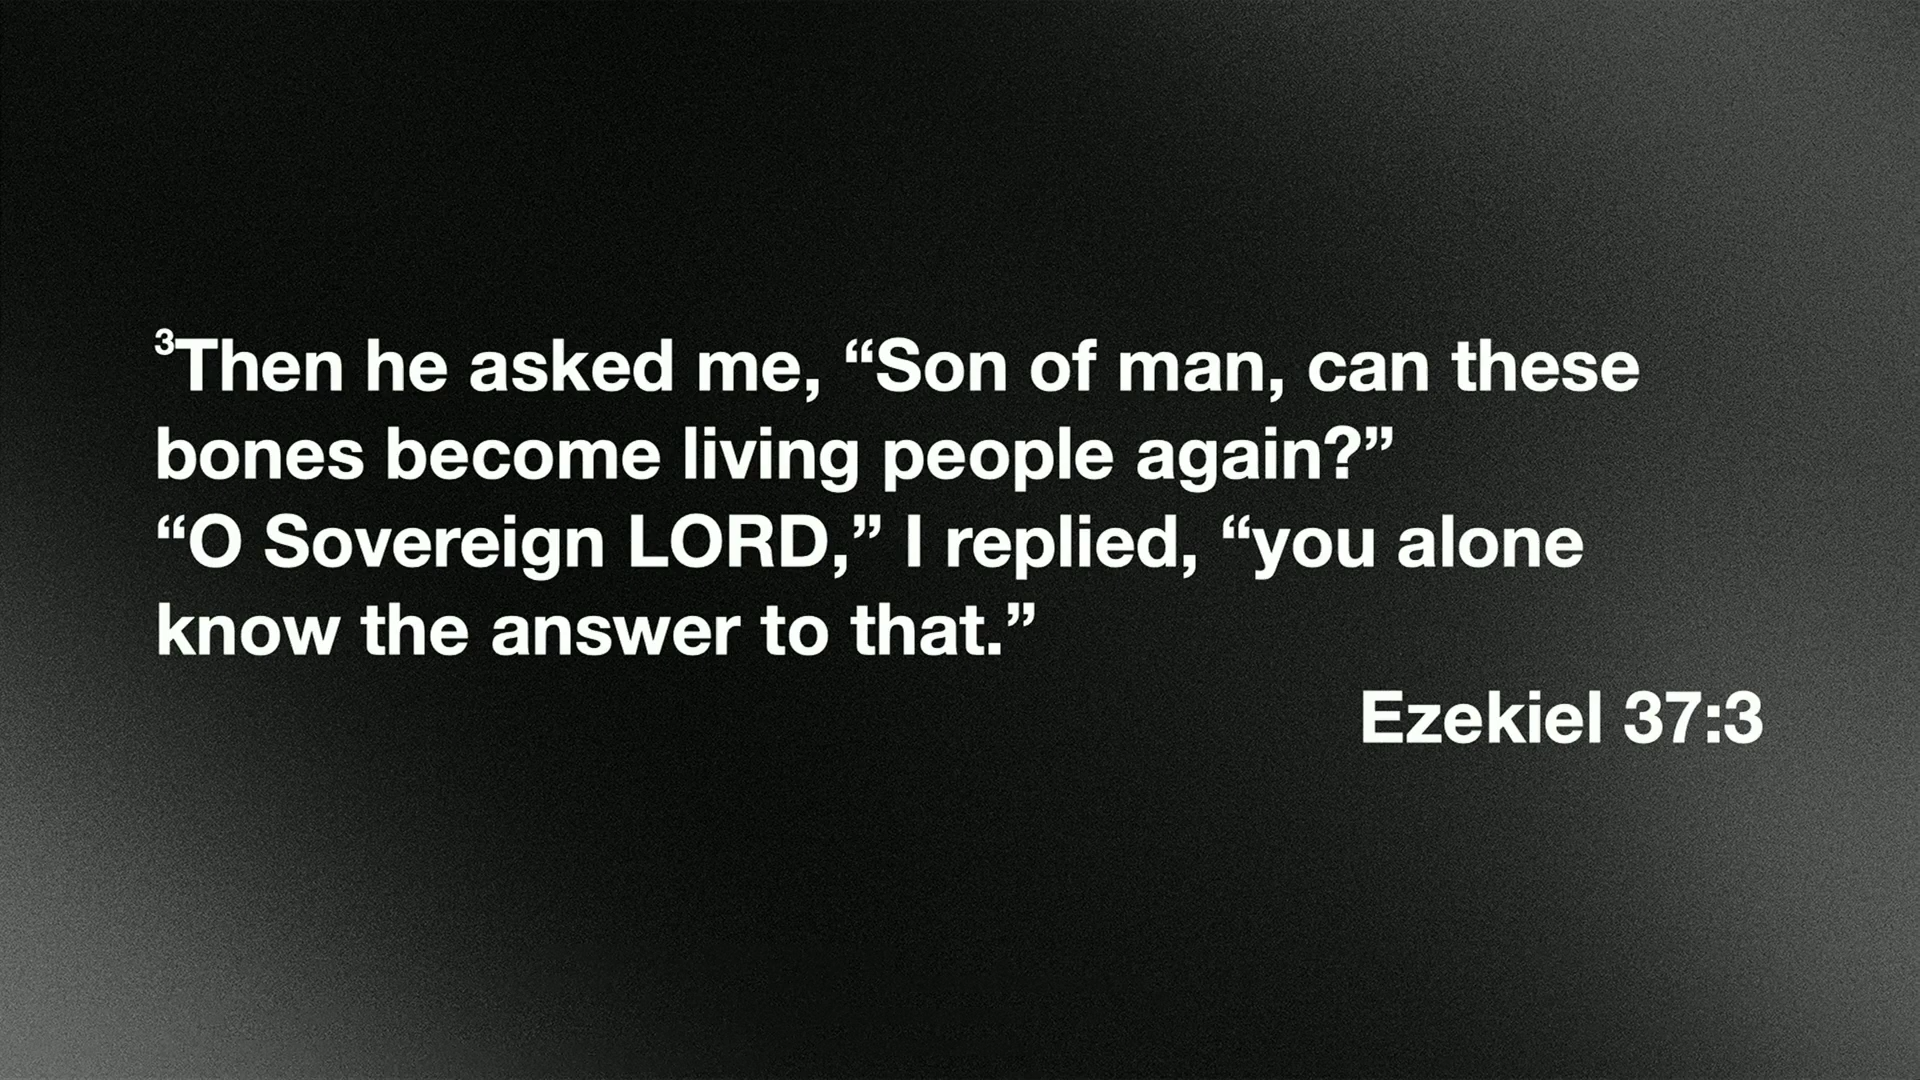 ³Then he asked me, “Son of man, can these
bones become living people again?”
“O Sovereign LORD,” I replied, “you alone
know the answer to that.”
Ezekiel 37:3